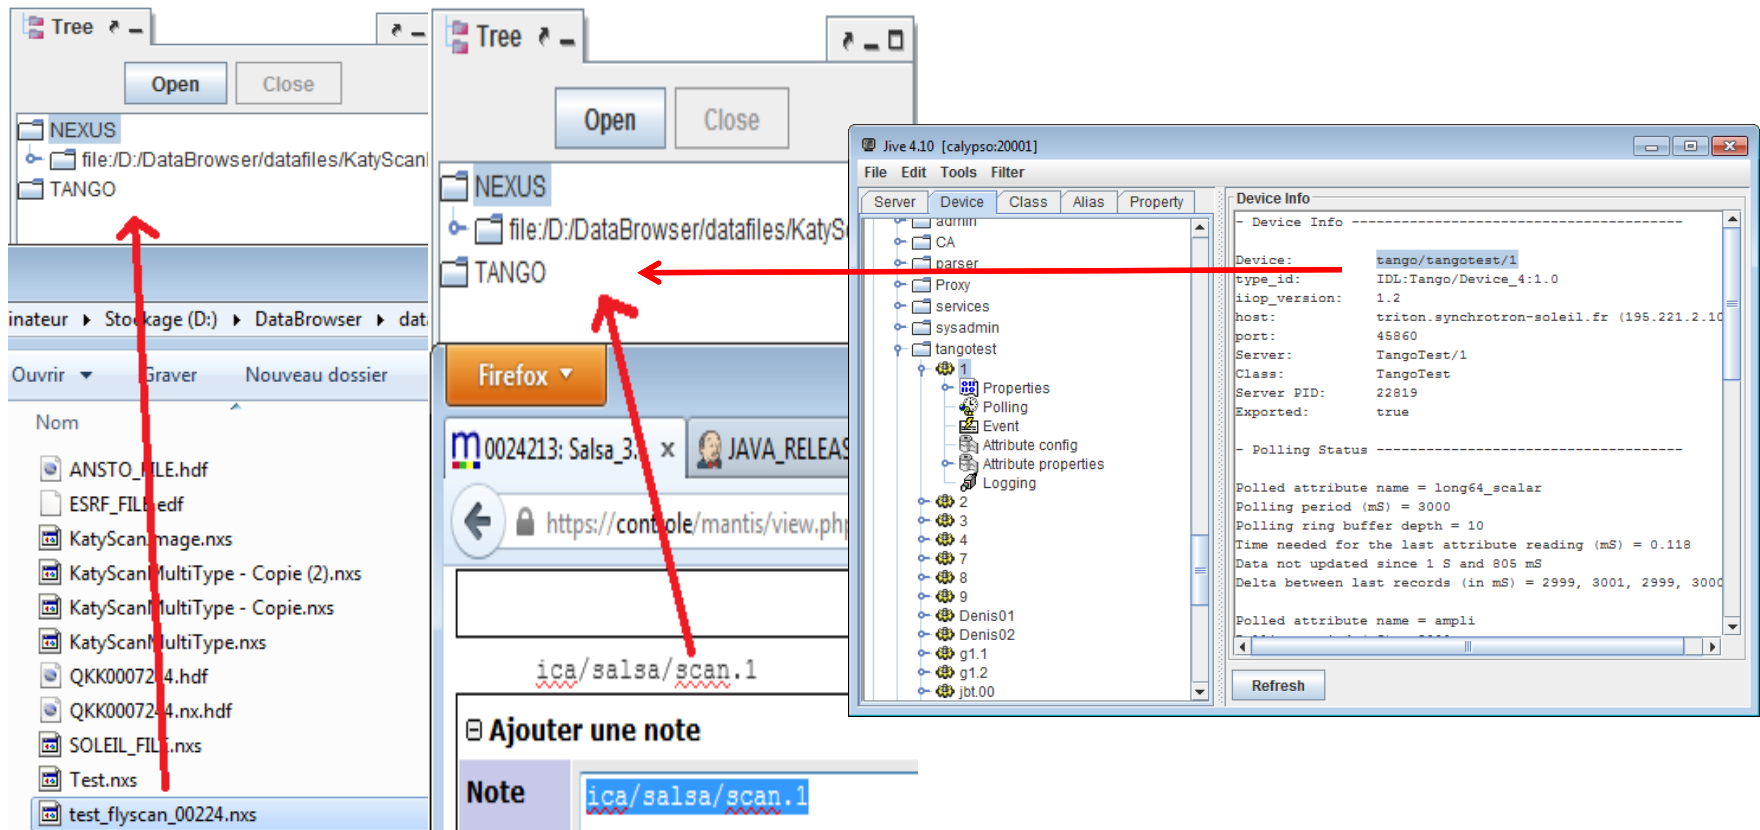 Tree
Open Close
NEXUS
file:/D:/DataBrowser/datafiles/KatyScan
TANGO
inateur Stockage (D:) DataBrowser dat
Ouvrir Graver Nouveau dossier
Nom
ANSTO_FILE.hdf
ESRF_FILE.edf
KatyScanImage.nxs
KatyScanMultiType - Copie (2).nxs
KatyScanMultiType - Copie.nxs
KatyScanMultiType.nxs
QKK0007244.hdf
QKK0007244.nx.hdf
SOLEIL_FILE.nxs
Test.nxs
test_flyscan_00224.nxs
Tree
Open Close
NEXUS
file:/D:/DataBrowser/datafiles/KatyS
TANGO
Firefox
m 0024213: Salsa_3. x JAVA_RELEAS
https://controle/mantis/view.php
ica/salsa/scan.1
Ajouter une note
Note ica/salsa/scan.1
Jive 4.10 [calypso:20001]
File Edit Tools Filter
Server Device Class Alias Property
admin
CA
parser
Proxy
services
sysadmin
tangotest
1
Properties
Polling
Event
Attribute config
Attribute properties
Logging
2
3
4
7
8
9
Denis01
Denis02
g1.1
g1.2
jbt.00
Device Info
- Device Info ----------------------------------------
Device: tango/tangotest/1
type_id: IDL:Tango/Device_4:1.0
iiop_version: 1.2
host: triton.synchrotron-soleil.fr (195.221.2.10
port: 45860
Server: TangoTest/1
Class: TangoTest
Server PID: 22819
Exported: true
- Polling Status -------------------------------------
Polled attribute name = long64_scalar
Polling period (mS) = 3000
Polling ring buffer depth = 10
Time needed for the last attribute reading (mS) = 0.118
Data not updated since 1 S and 805 mS
Delta between last records (in mS) = 2999, 3001, 2999, 3000
Polled attribute name = ampli
Refresh